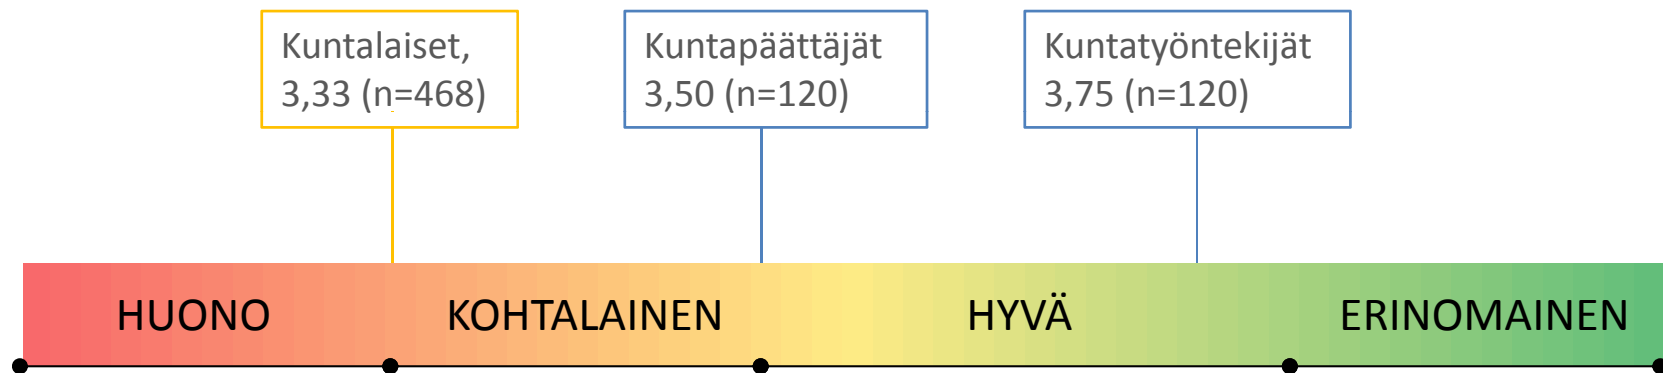 Kuntalaiset,
3,33 (n=468)
Kuntapäättäjät
3,50 (n=120)
Kuntatyöntekijät
3,75 (n=120)
HUONO
KOHTALAINEN
HYVÄ
ERINOMAINEN